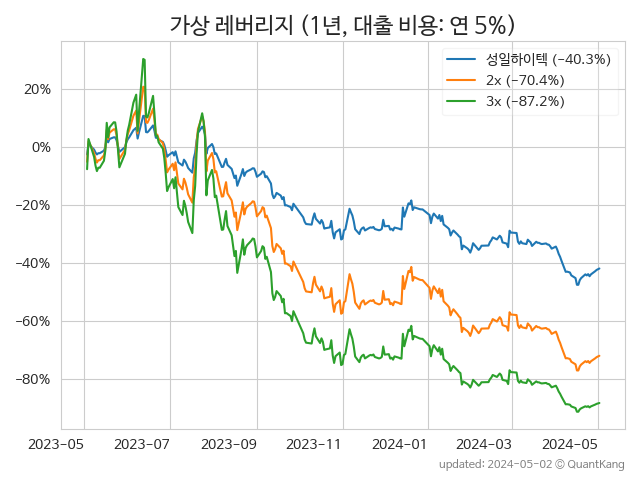 가상 레버리지 (1년, 대출 비용: 연 5%)
성일하이텍 (−40.3%)
2x (−70.4%)
3x (−87.2%)
20%
0%
−20%
−40%
−60%
−80%
2023−05 2023−07 2023−09 2023−11 2024−01 2024−03 2024−05
updated: 2024-05-02 © QuantKang